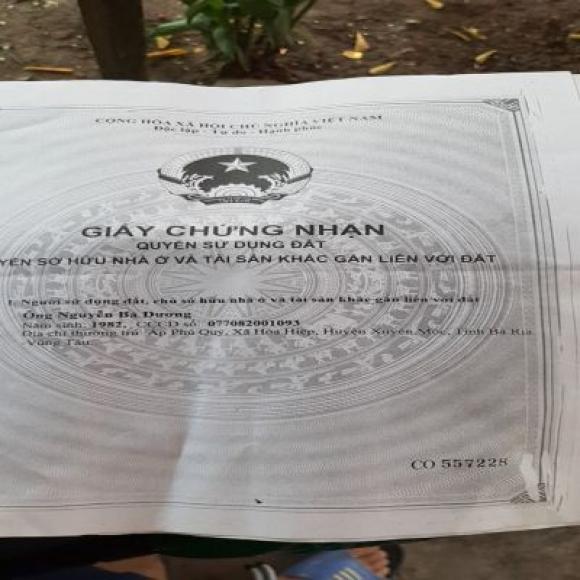 CỘNG HÒA XÃ HỘI CHỦ NGHĨA VIỆT NAM
Độc lập - Tự do - Hạnh phúc
GIẤY CHỨNG NHẬN
QUYỀN SỬ DỤNG ĐẤT
YỀN SỞ HỮU NHÀ Ở VÀ TÀI SẢN KHÁC GẮN LIỀN VỚI ĐẤT
I. Người sử dụng đất, chủ sở hữu nhà ở và tài sản khác gắn liền với đất
Ông Nguyễn Bá Dương
Năm sinh: 1982, CCCD số: 077082001093
Địa chỉ thường trú: Ấp Phú Quý, Xã Hòa Hiệp, Huyện Xuyên Mộc, Tỉnh Bà Rịa
Vũng Tàu
CO 557228